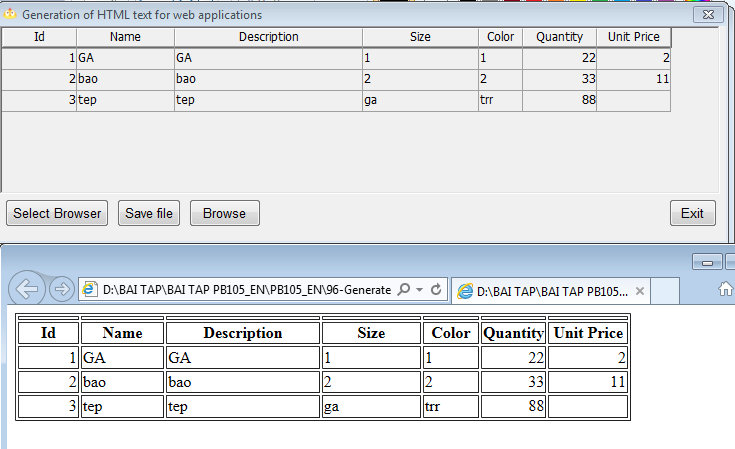 Generation of HTML text for web applications
Id Name Description Size Color Quantity Unit Price
1 GA GA 1 1 22 2
2 bao bao 2 2 33 11
3 tep tep ga trr 88
Select Browser Save file Browse Exit
D:\BAI TAP\BAI TAP PB105_EN\PB105_EN\96-Generate D:\BAI TAP\BAI TAP PB105...
Id Name Description Size Color Quantity Unit Price
1 GA GA 1 1 22 2
2 bao bao 2 2 33 11
3 tep tep ga trr 88